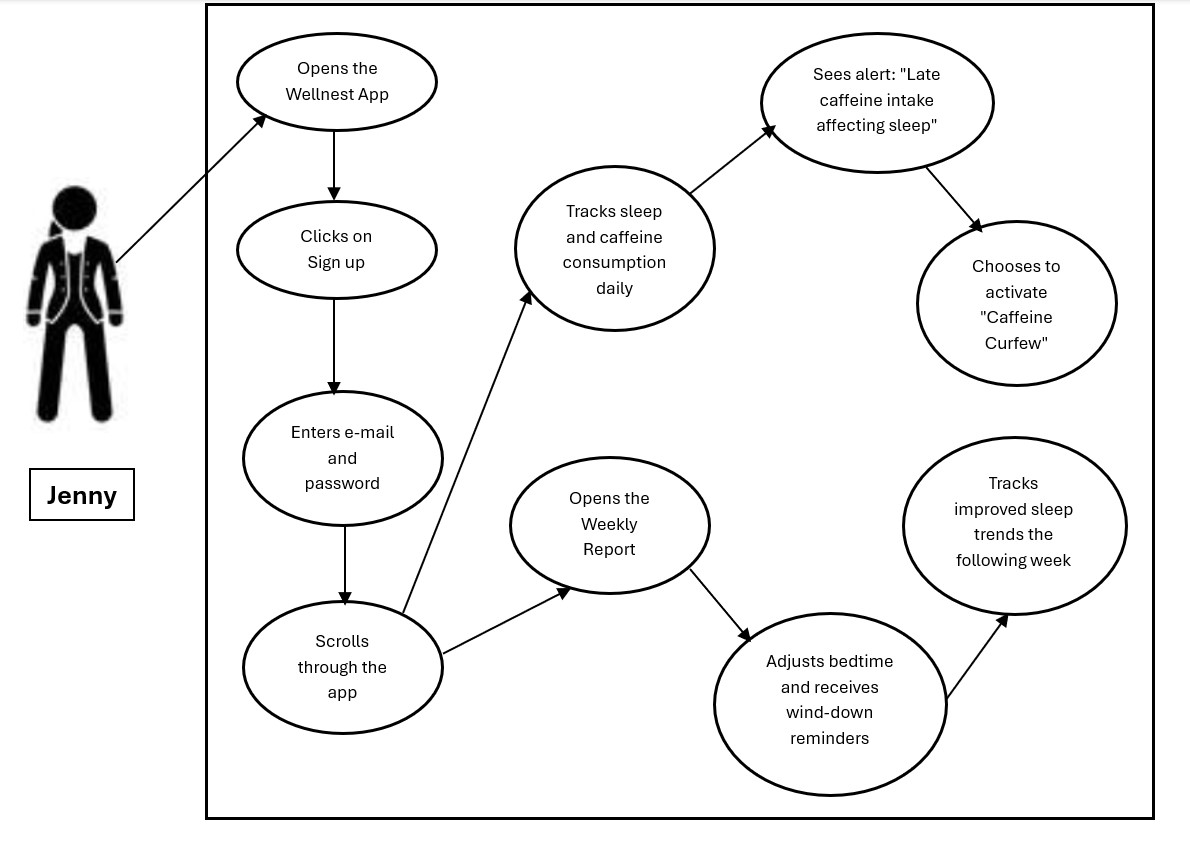 Opens the
Wellnest App
Clicks on
Sign up
Enters e-mail
and
password
Scrolls
through the
app
Tracks sleep
and caffeine
consumption
daily
Sees alert: "Late
caffeine intake
affecting sleep"
Chooses to
activate
"Caffeine
Curfew"
Opens the
Weekly
Report
Adjusts bedtime
and receives
wind-down
reminders
Tracks
improved sleep
trends the
following week
Jenny